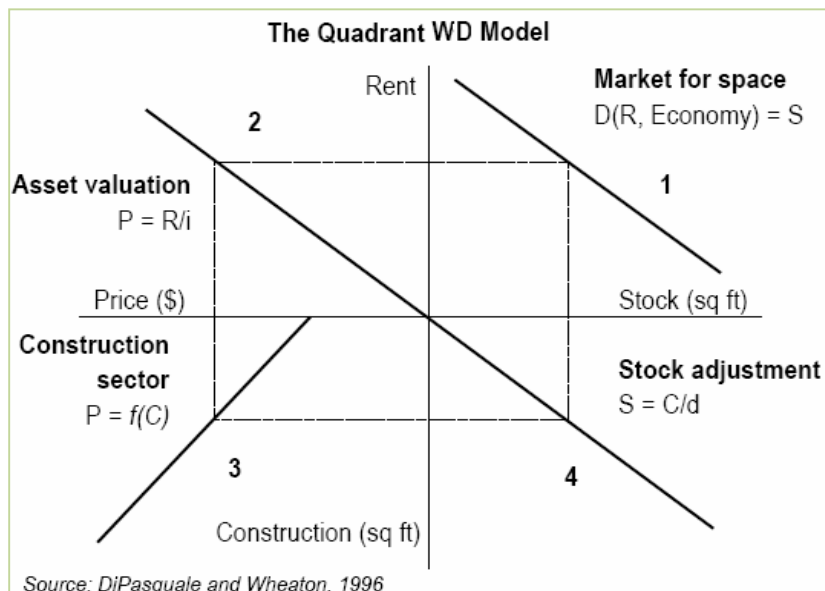 The Quadrant WD Model
Rent
Market for space
D(R, Economy) = S
2
1
Asset valuation
P = R/i
Price ($)
Stock (sq ft)
Construction
sector
P = f(C)
Stock adjustment
S = C/d
3
4
Construction (sq ft)
Source: DiPasquale and Wheaton, 1996